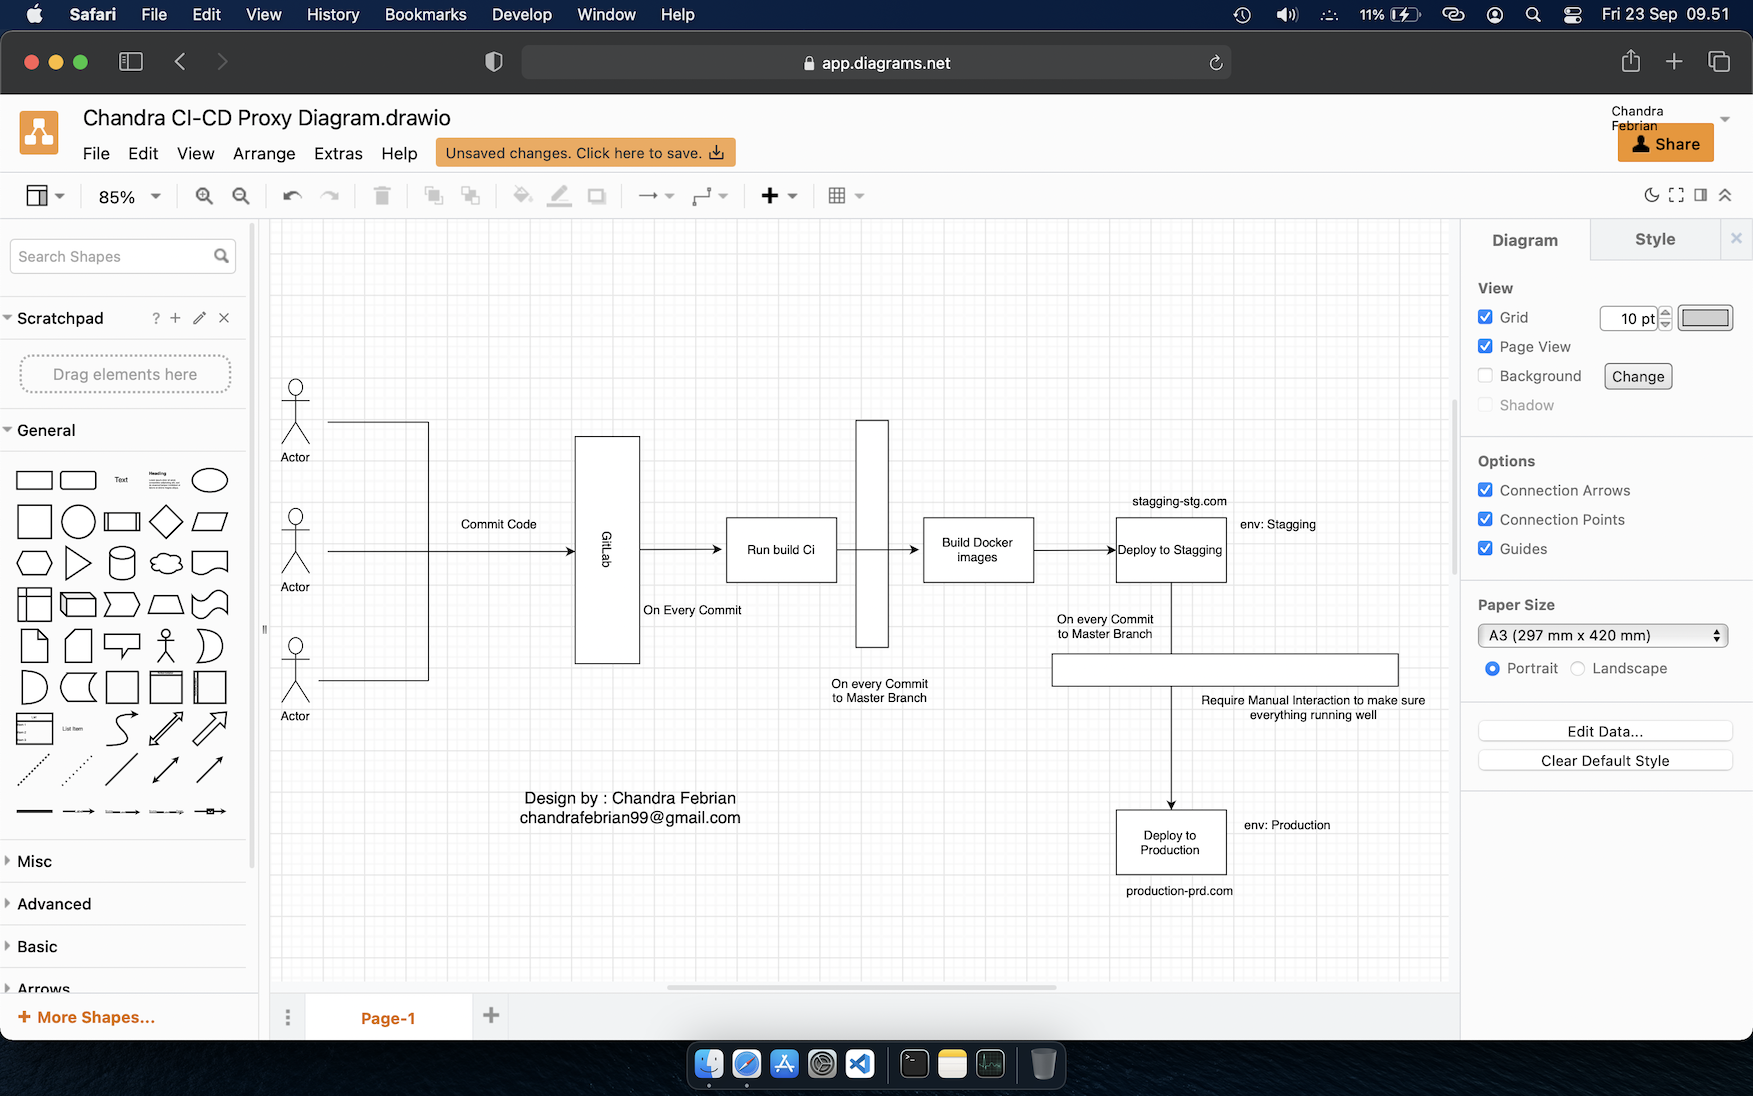 Safari File Edit View History Bookmarks Develop Window Help 11% Fri 23 Sep 09.51
app.diagrams.net
Chandra CI-CD Proxy Diagram.drawio
Chandra
Febrian
File Edit View Arrange Extras Help Unsaved changes. Click here to save.
Share
85%
Search Shapes
Scratchpad ?
Drag elements here
General
Text
Heading
List
Item 1
Item 2
Item 3
List Item
Misc
Advanced
Basic
Arrows
More Shapes...
Actor
Actor
Actor
Commit Code
GitLab
On Every Commit
Run build Ci
On every Commit
to Master Branch
Build Docker
images
stagging-stg.com
Deploy to Stagging
env: Stagging
On every Commit
to Master Branch
Require Manual Interaction to make sure
everything running well
Deploy to
Production
env: Production
production-prd.com
Design by : Chandra Febrian
chandrafebrian99@gmail.com
Page-1
Diagram Style
View
Grid 10 pt
Page View
Background Change
Shadow
Options
Connection Arrows
Connection Points
Guides
Paper Size
A3 (297 mm x 420 mm)
Portrait Landscape
Edit Data...
Clear Default Style